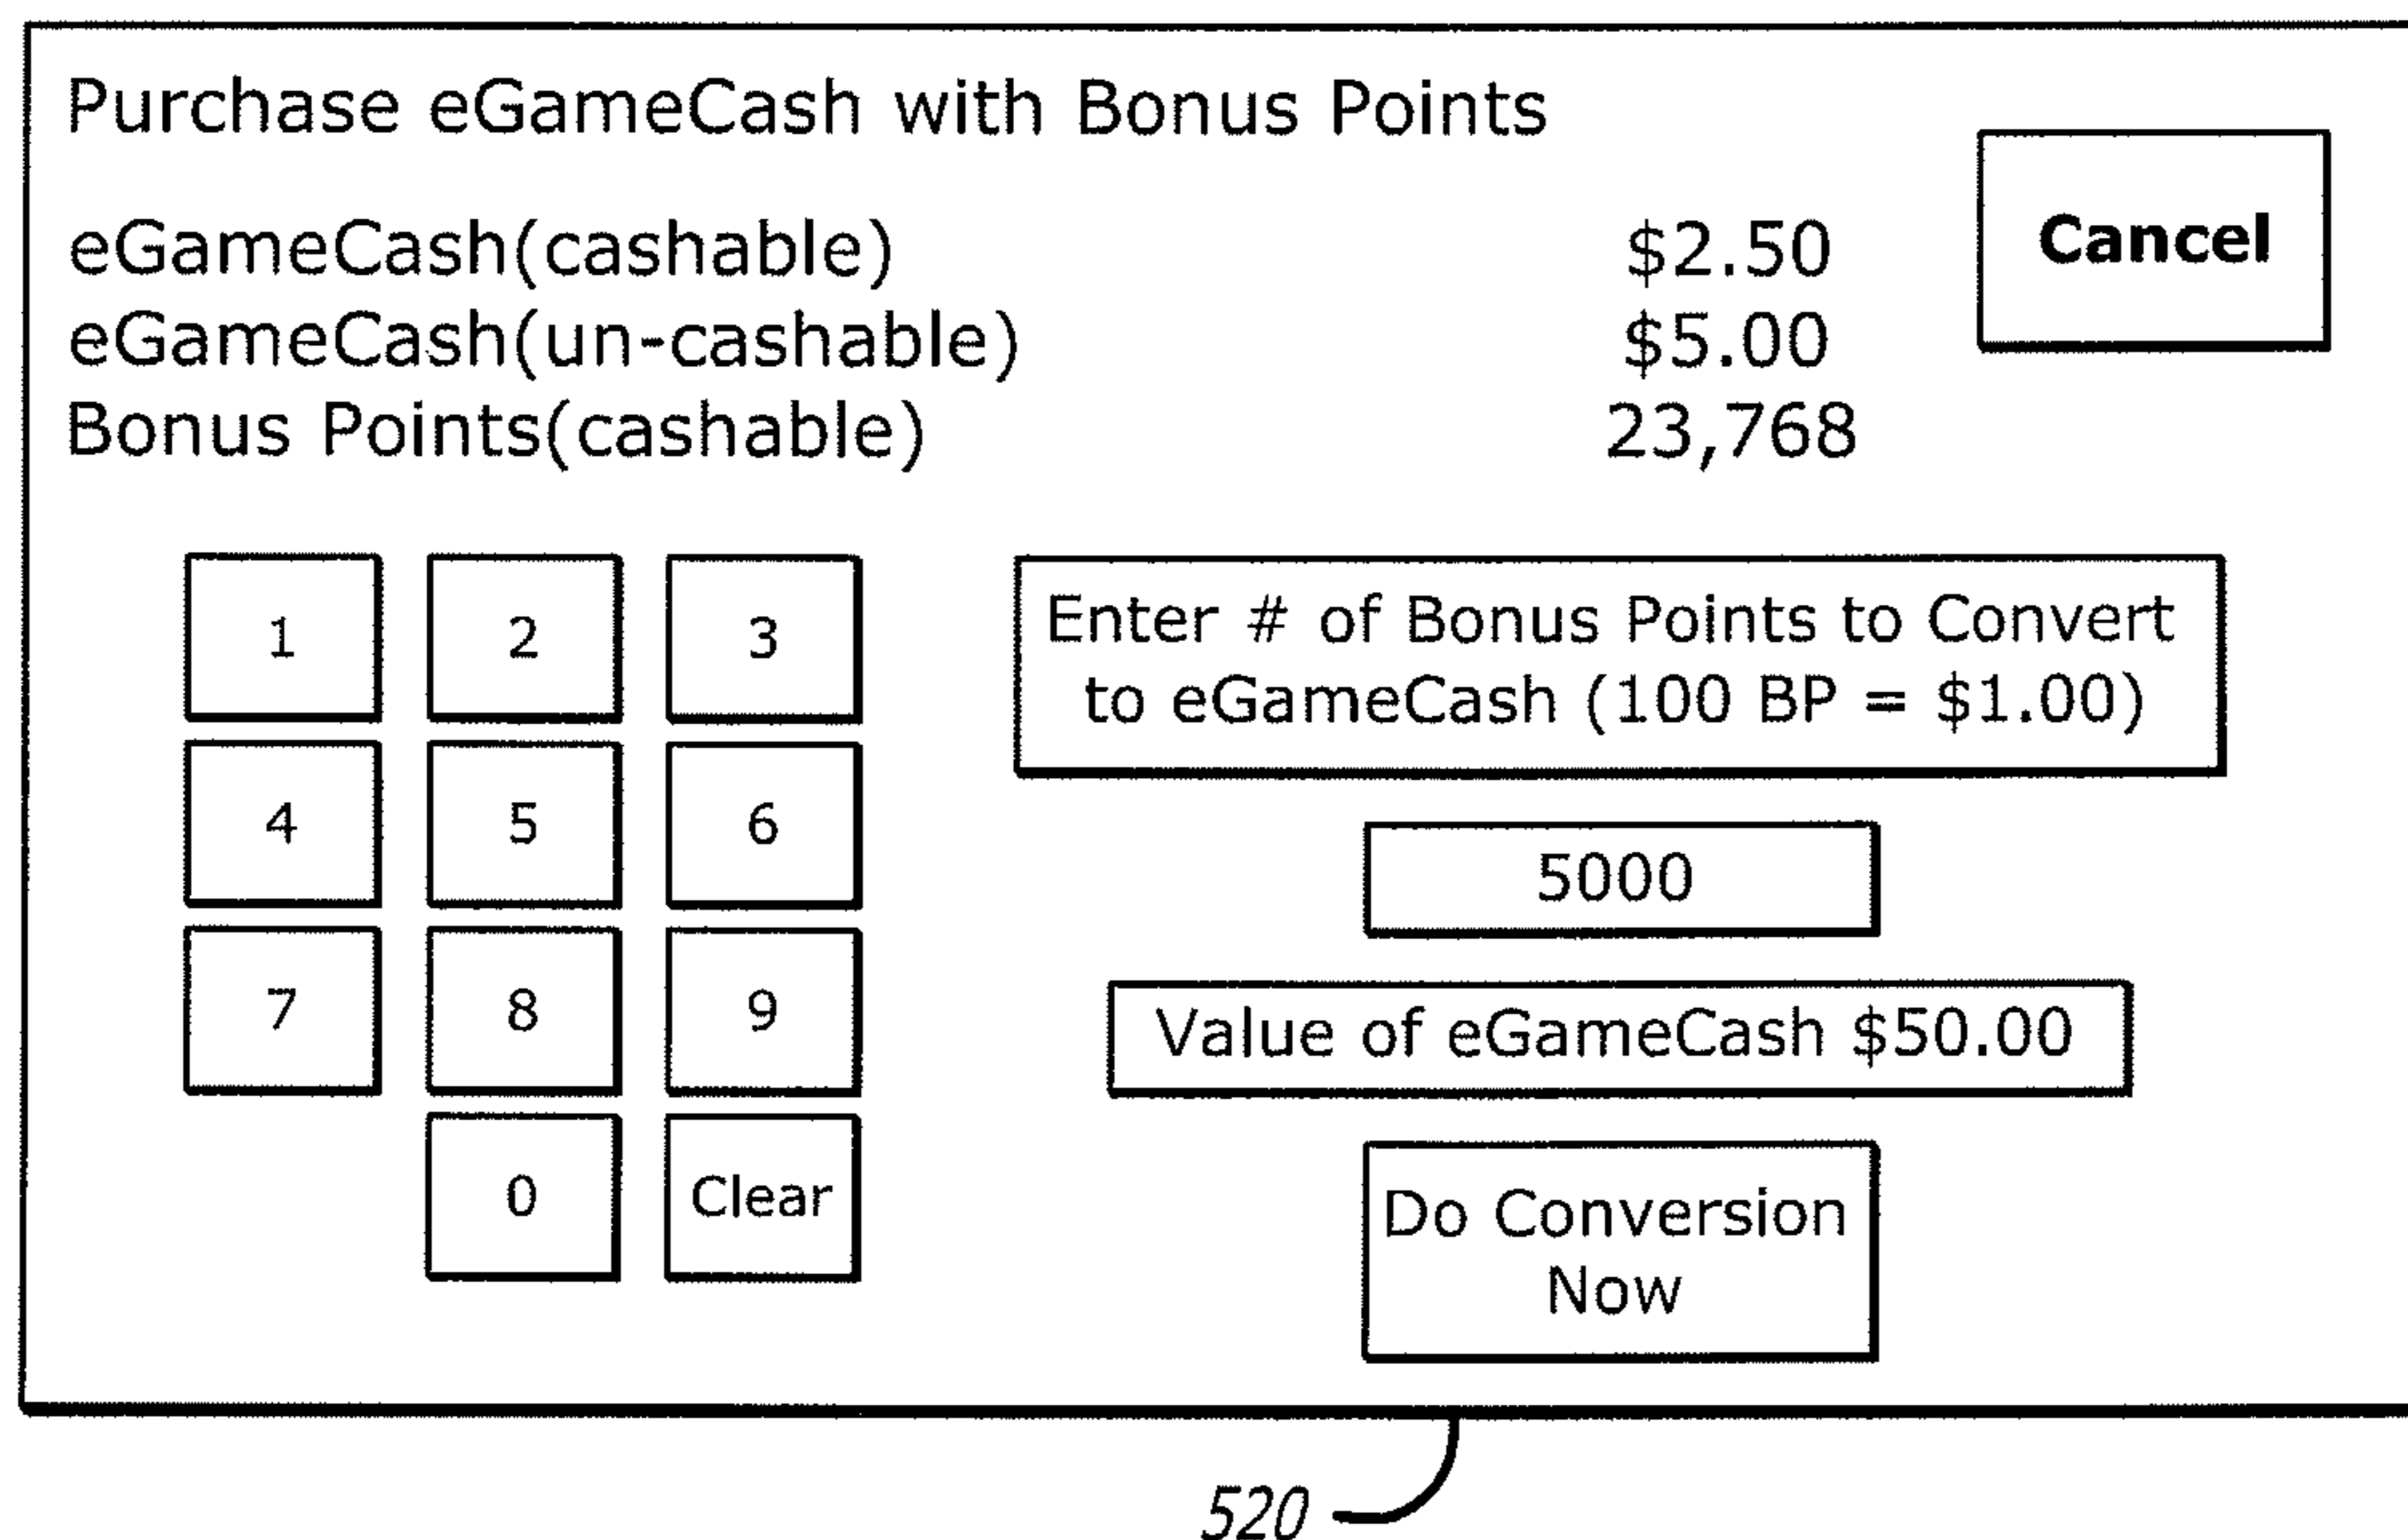 Purchase eGameCash with Bonus Points
Cancel
eGameCash(cashable) $2.50
eGameCash(un-cashable) $5.00
Bonus Points(cashable) 23,768
1 2 3
4 5 6
7 8 9
0 Clear
Enter # of Bonus Points to Convert
to eGameCash (100 BP = $1.00)
5000
Value of eGameCash $50.00
Do Conversion
Now
520